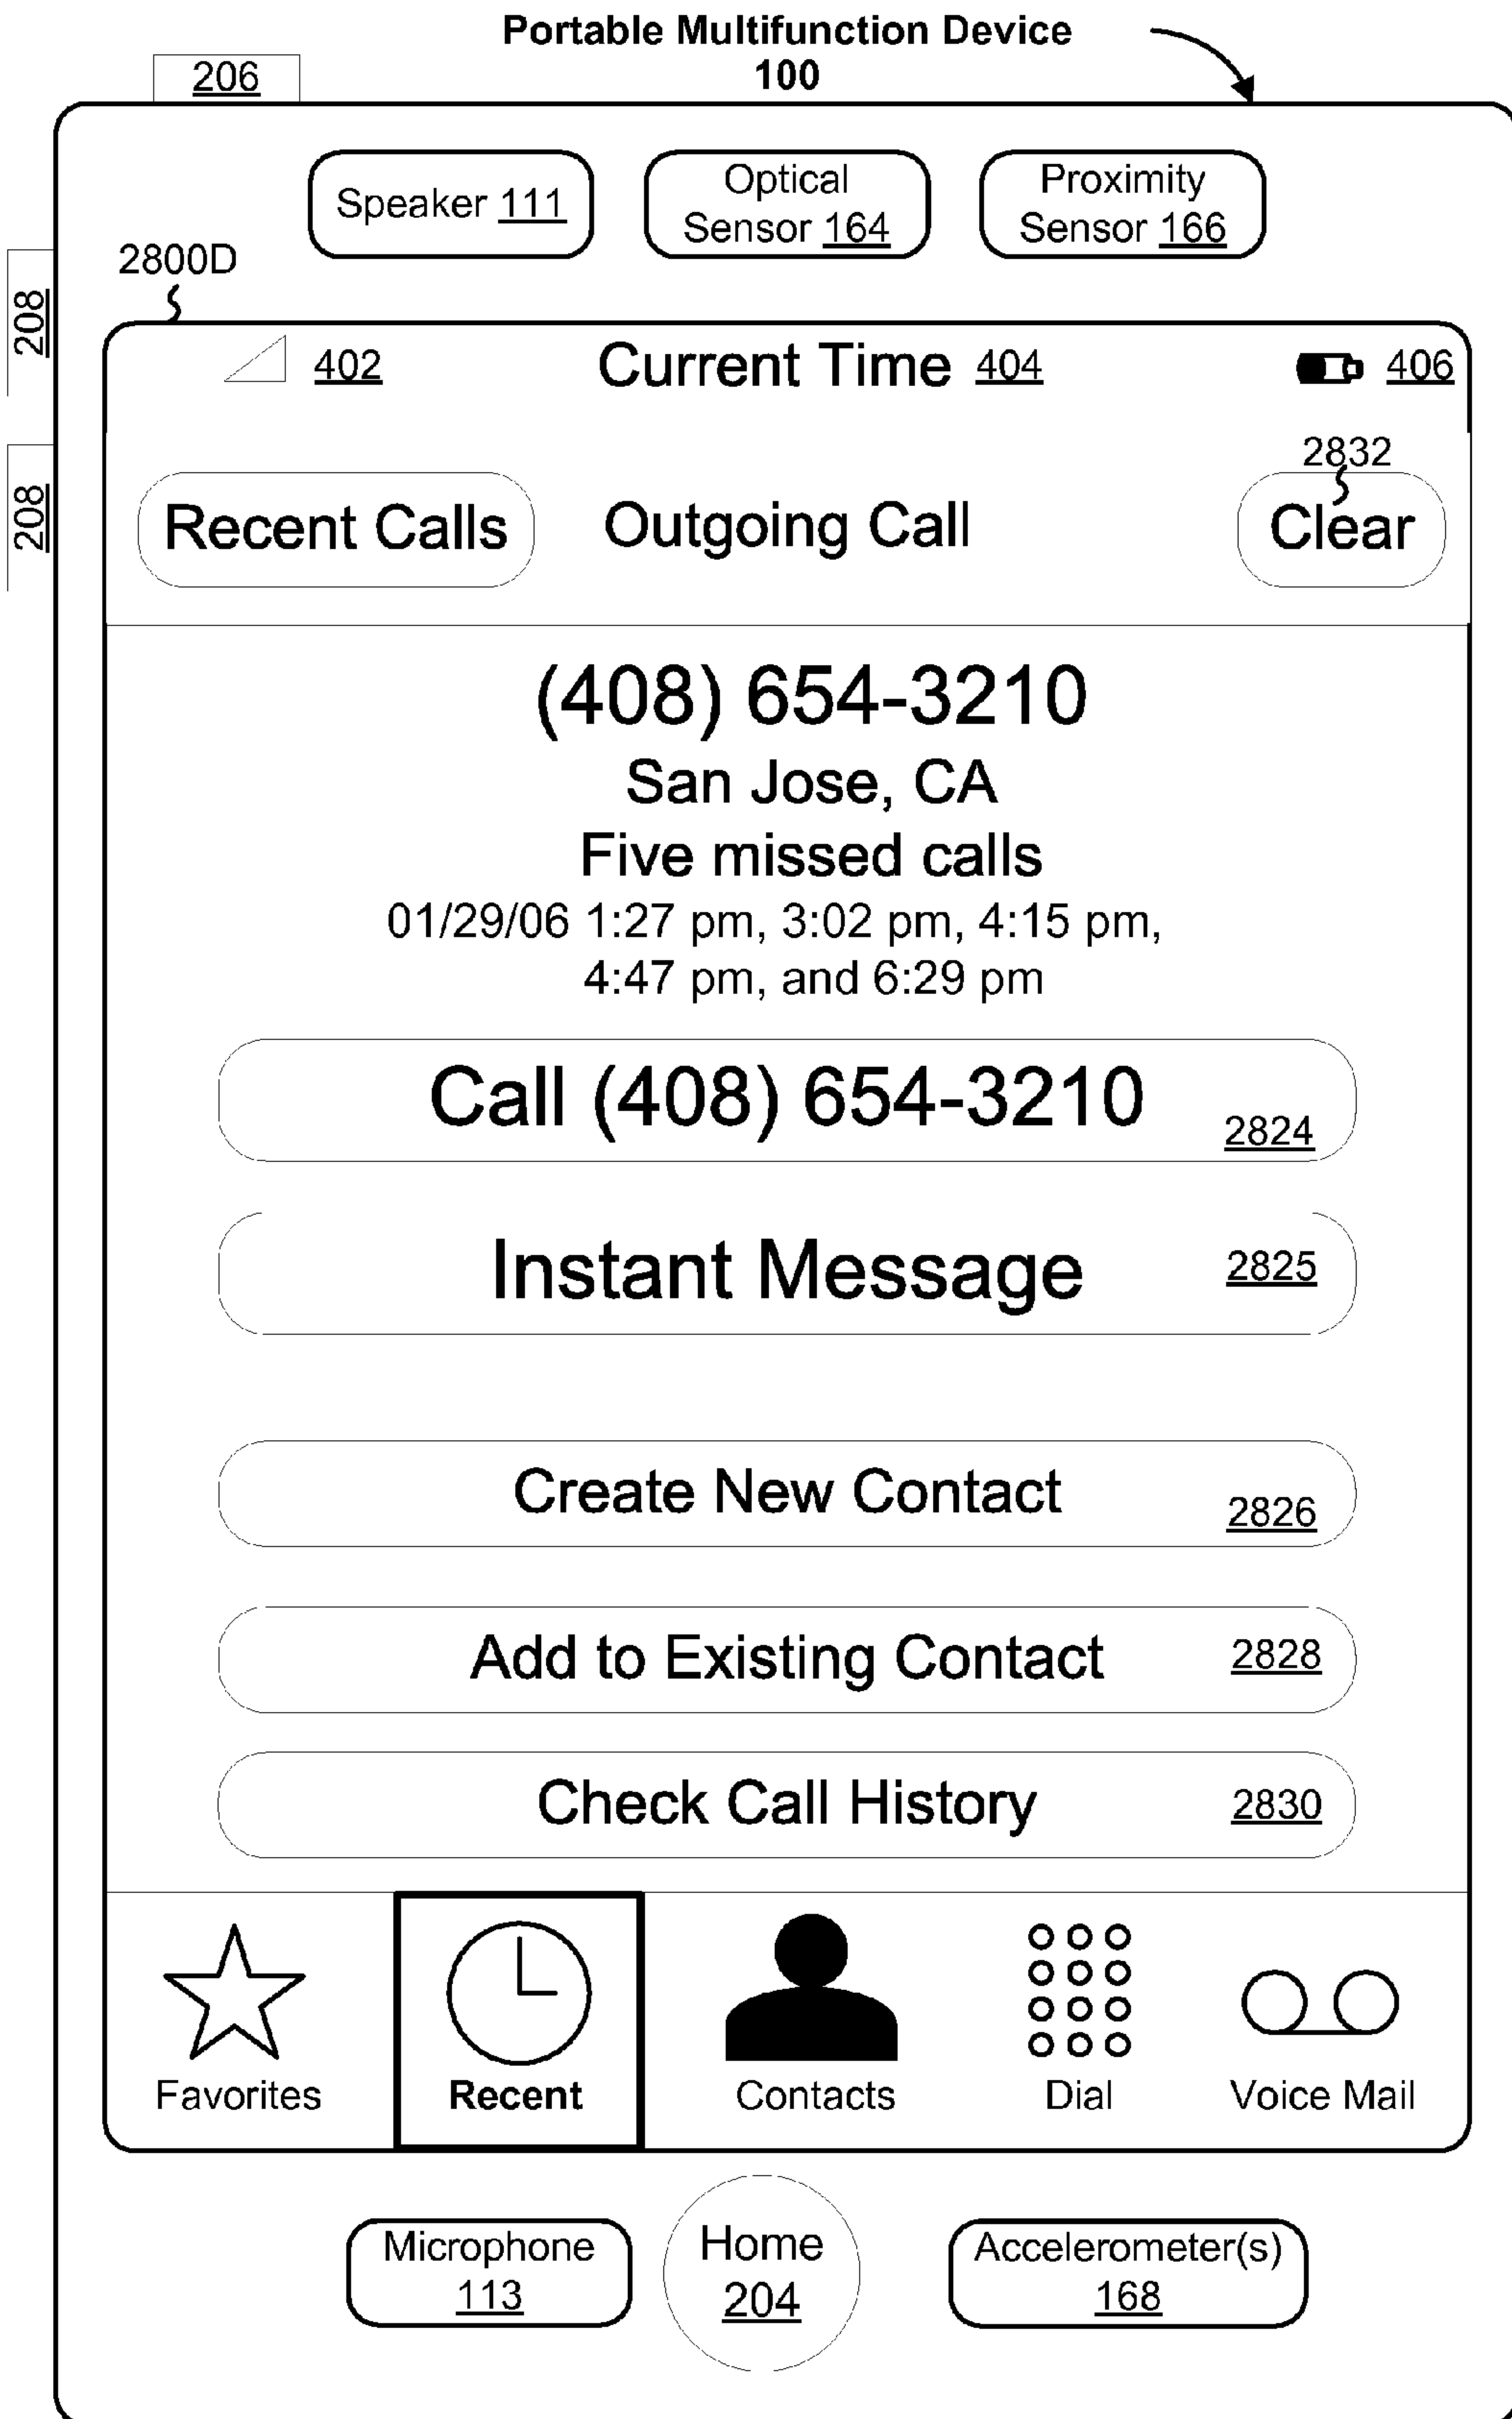 Portable Multifunction Device
100
206
Speaker 111
Optical
Sensor 164
Proximity
Sensor 166
2800D
208
208
402
Current Time 404
406
2832
Recent Calls
Outgoing Call
Clear
(408) 654-3210
San Jose, CA
Five missed calls
01/29/06 1:27 pm, 3:02 pm, 4:15 pm,
4:47 pm, and 6:29 pm
Call (408) 654-3210
2824
Instant Message
2825
Create New Contact
2826
Add to Existing Contact
2828
Check Call History
2830
Favorites
Recent
Contacts
Dial
Voice Mail
Microphone
113
Home
204
Accelerometer(s)
168